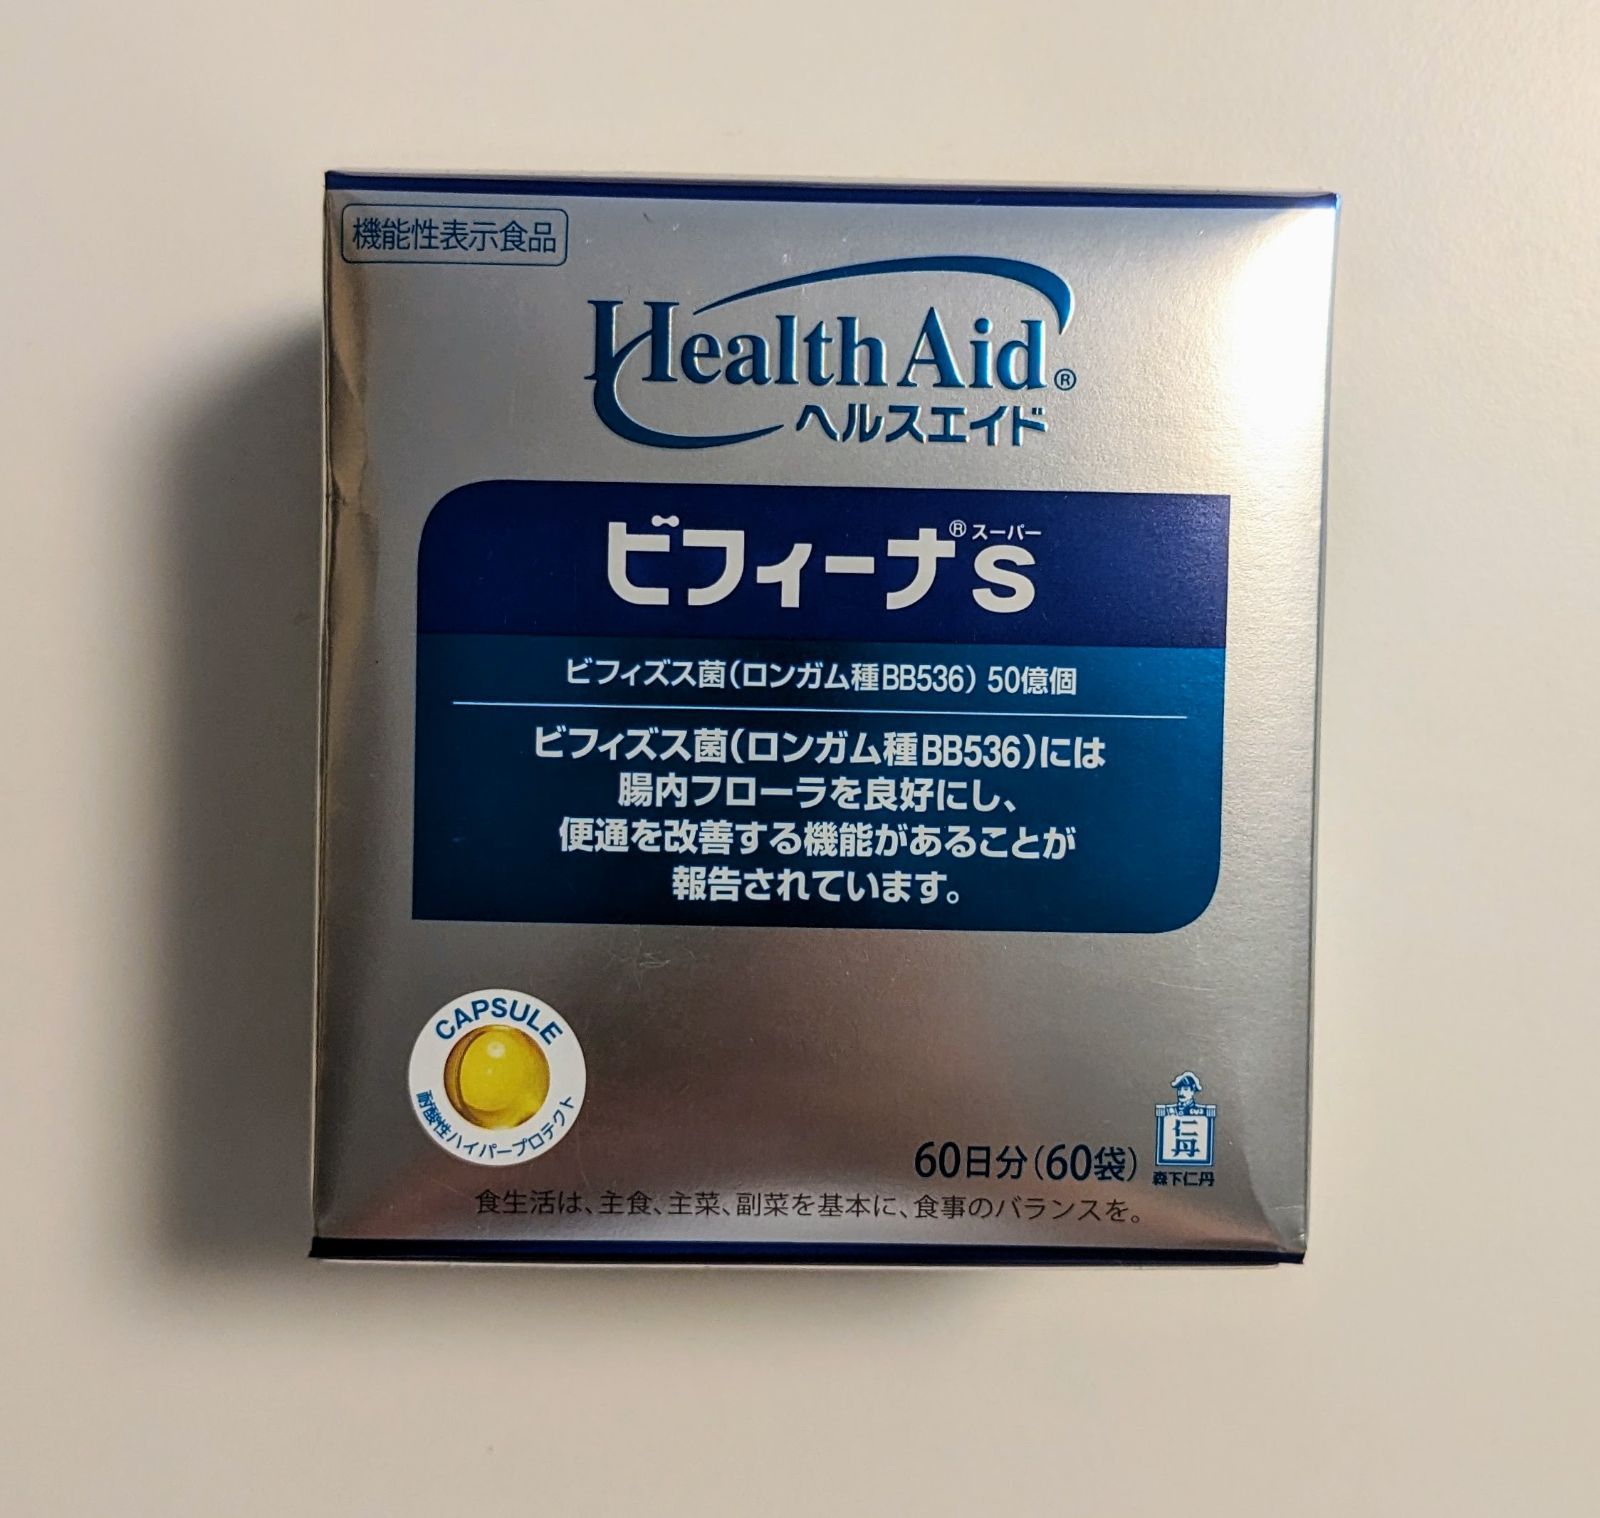 機能性表示食品
Health Aid®
ヘルスエイド
ビフィーナ®S スーパー
ビフィズス菌(ロンガム種BB536) 50億個
ビフィズス菌(ロンガム種BB536)には
腸内フローラを良好にし、
便通を改善する機能があることが
報告されています。
CAPSULE
耐酸性ハイパープロテクト
仁丹
60日分(60袋)
森下仁丹
食生活は、主食、主菜、副菜を基本に、食事のバランスを。